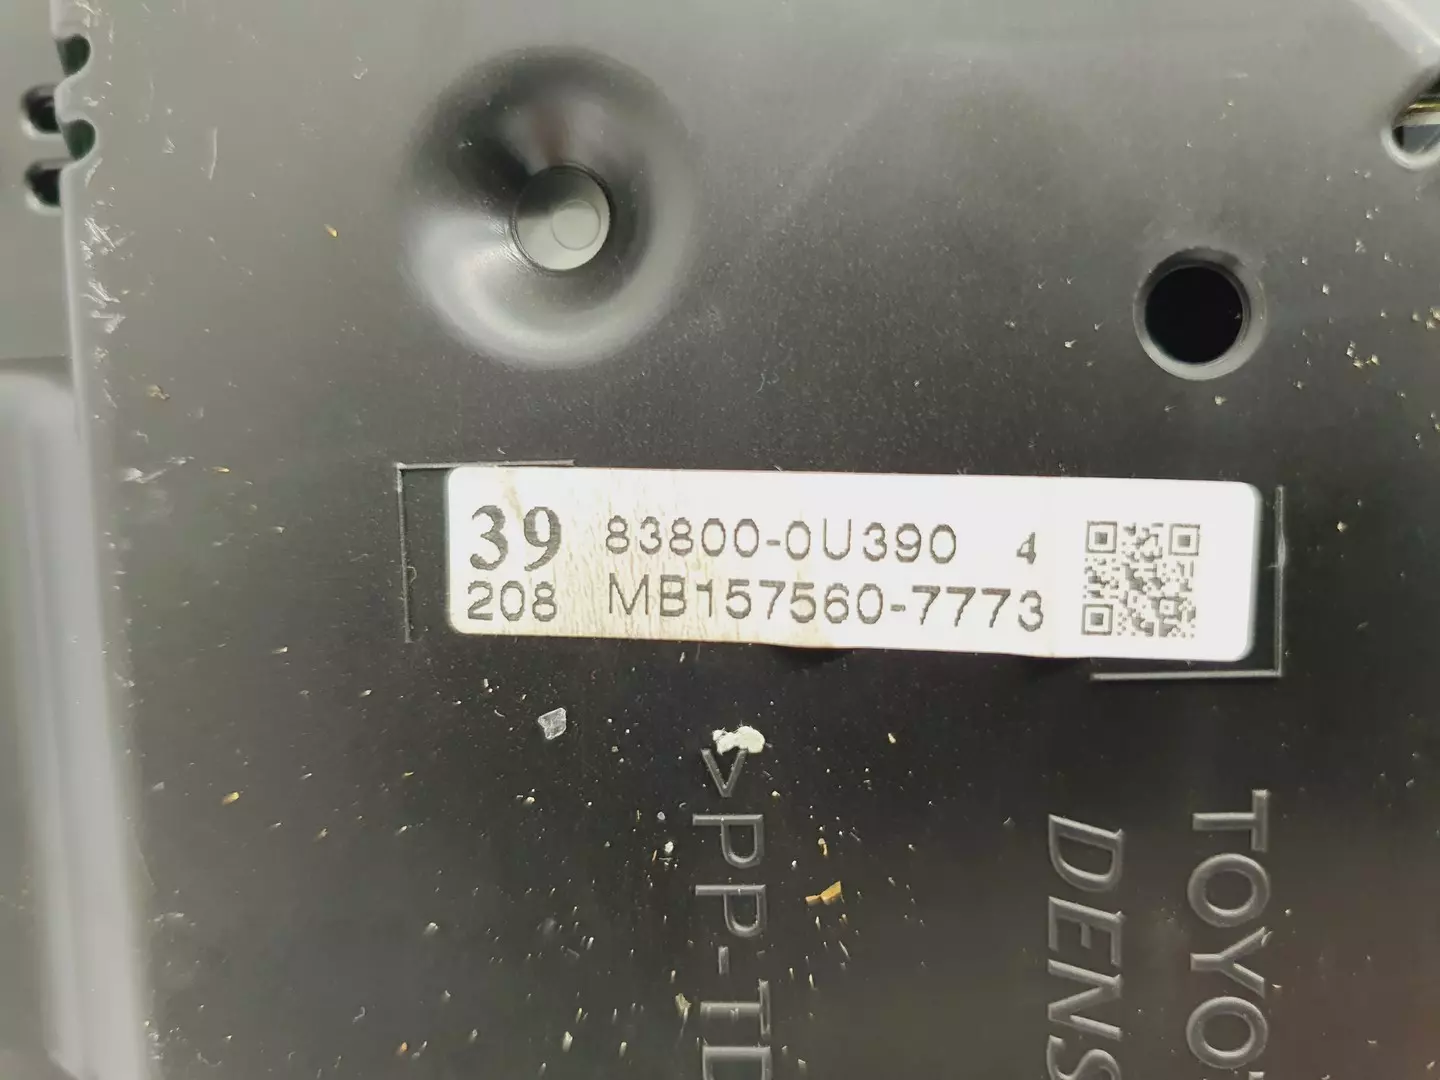 39 83800-0U390 4
208 MB157560-7773
>PP-TD
DENS
TOYO